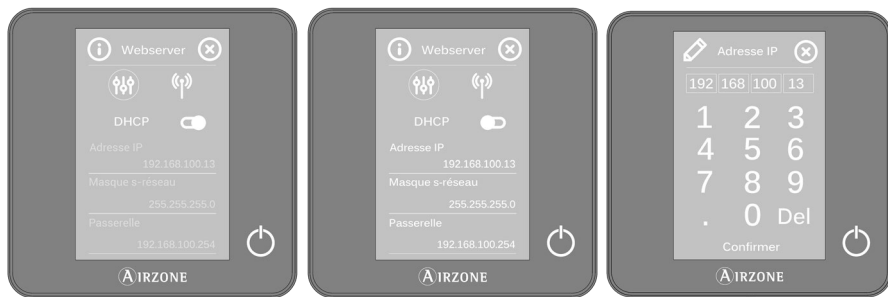 Webserver
DHCP
Adresse IP
192.168.100.13
Masque s-réseau
255.255.255.0
Passerelle
192.168.100.254
AIRZONE
Webserver
DHCP
Adresse IP
192.168.100.13
Masque s-réseau
255.255.255.0
Passerelle
192.168.100.254
AIRZONE
Adresse IP
192 168 100 13
1 2 3
4 5 6
7 8 9
. 0 Del
Confirmer
AIRZONE